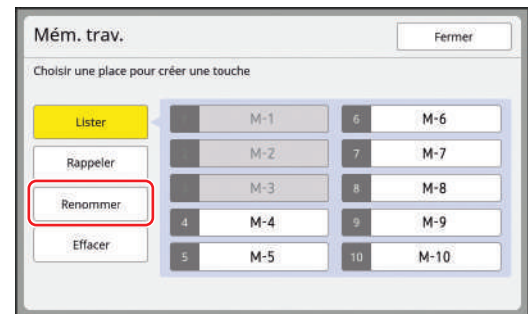 Mém. trav.
Fermer
Choisir une place pour créer une touche
Lister
Rappeler
Renommer
Effacer
M-1
M-2
M-3
4 M-4
5 M-5
6 M-6
7 M-7
8 M-8
9 M-9
10 M-10